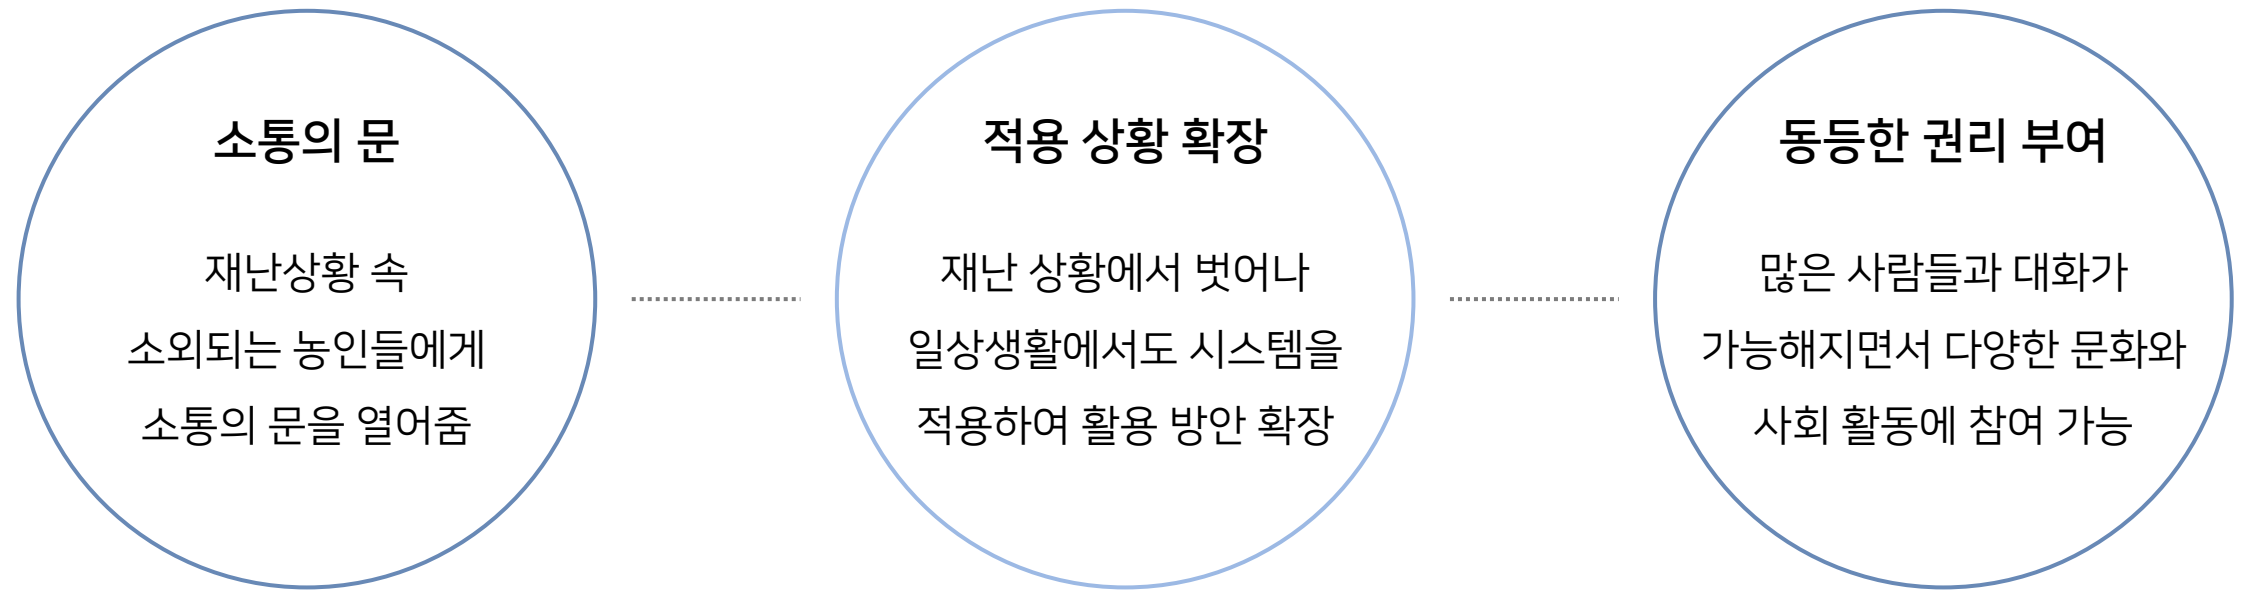 소통의 문
재난상황 속
소외되는 농인들에게
소통의 문을 열어줌
적용 상황 확장
재난 상황에서 벗어나
일상생활에서도 시스템을
적용하여 활용 방안 확장
동등한 권리 부여
많은 사람들과 대화가
가능해지면서 다양한 문화와
사회 활동에 참여 가능